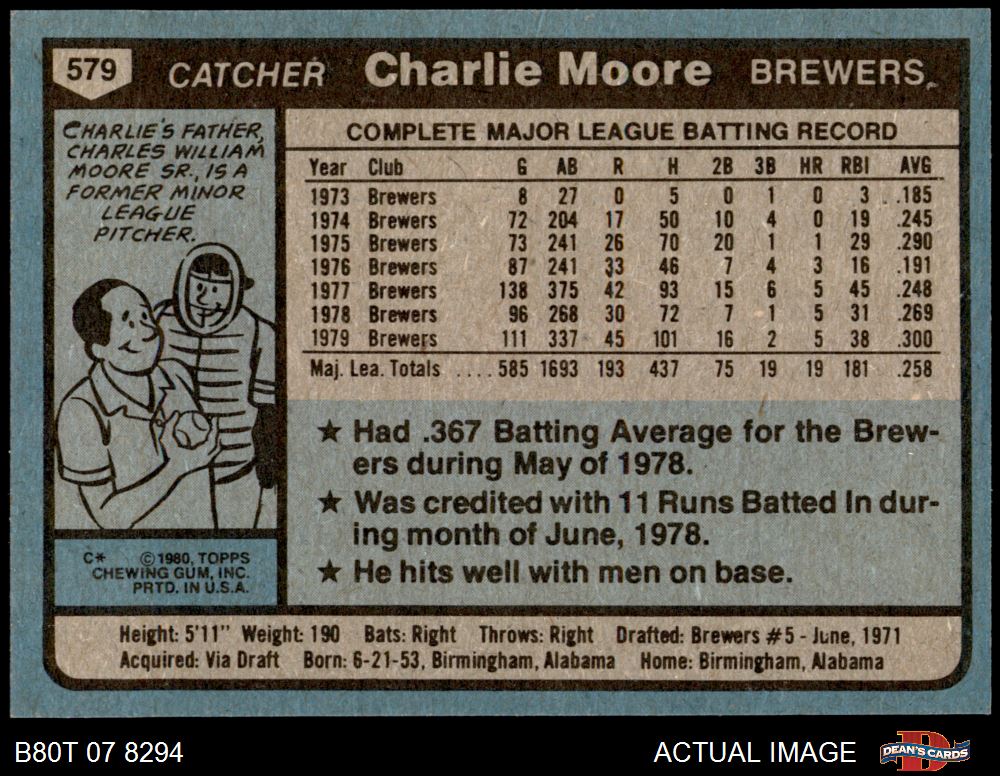 579 CATCHER Charlie Moore BREWERS
CHARLIE'S FATHER,
CHARLES WILLIAM
MOORE SR., IS A
FORMER MINOR
LEAGUE
PITCHER.
COMPLETE MAJOR LEAGUE BATTING RECORD
Year Club G AB R H 2B 3B HR RBI AVG
1973 Brewers 8 27 0 5 0 1 0 3 .185
1974 Brewers 72 204 17 50 10 4 0 19 .245
1975 Brewers 73 241 26 70 20 1 1 29 .290
1976 Brewers 87 241 33 46 7 4 3 16 .191
1977 Brewers 138 375 42 93 15 6 5 45 .248
1978 Brewers 96 268 30 72 7 1 5 31 .269
1979 Brewers 111 337 45 101 16 2 5 38 .300
Maj. Lea. Totals .... 585 1693 193 437 75 19 19 181 .258
★ Had .367 Batting Average for the Brew-
ers during May of 1978.
★ Was credited with 11 Runs Batted In dur-
ing month of June, 1978.
★ He hits well with men on base.
C* © 1980, TOPPS
CHEWING GUM, INC.
PRTD. IN U.S.A.
Height: 5'11" Weight: 190 Bats: Right Throws: Right Drafted: Brewers #5 - June, 1971
Acquired: Via Draft Born: 6-21-53, Birmingham, Alabama Home: Birmingham, Alabama
B80T 07 8294 ACTUAL IMAGE DEAN'S CARDS